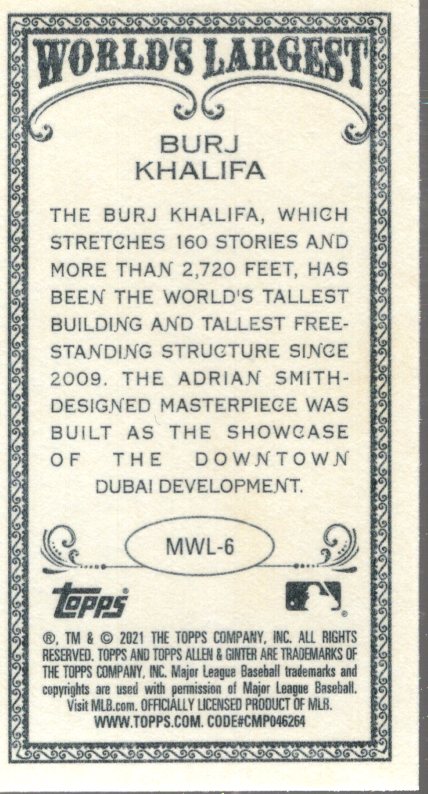 WORLD'S LARGEST
BURJ
KHALIFA
THE BURJ KHALIFA, WHICH
STRETCHES 160 STORIES AND
MORE THAN 2,720 FEET, HAS
BEEN THE WORLD'S TALLEST
BUILDING AND TALLEST FREE-
STANDING STRUCTURE SINCE
2009. THE ADRIAN SMITH-
DESIGNED MASTERPIECE WAS
BUILT AS THE SHOWCASE
OF THE DOWNTOWN
DUBAI DEVELOPMENT.
MWL-6
Topps
®, TM & © 2021 THE TOPPS COMPANY, INC. ALL RIGHTS
RESERVED. TOPPS AND TOPPS ALLEN & GINTER ARE TRADEMARKS OF
THE TOPPS COMPANY, INC. Major League Baseball trademarks and
copyrights are used with permission of Major League Baseball.
Visit MLB.com. OFFICIALLY LICENSED PRODUCT OF MLB.
WWW.TOPPS.COM. CODE#CMP046264